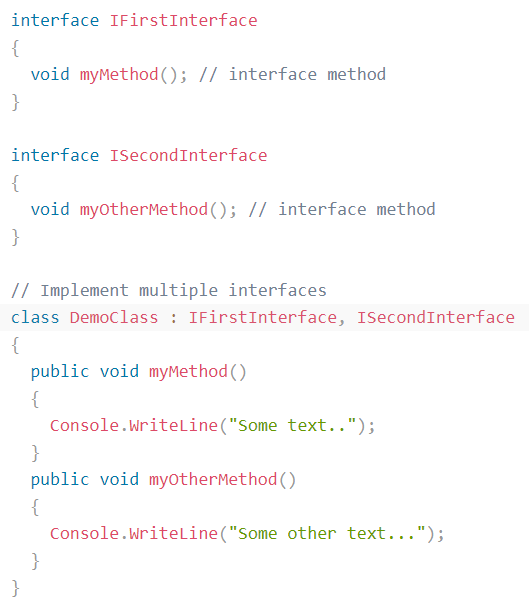 interface IFirstInterface
{
  void myMethod(); // interface method
}

interface ISecondInterface
{
  void myOtherMethod(); // interface method
}

// Implement multiple interfaces
class DemoClass : IFirstInterface, ISecondInterface
{
  public void myMethod()
  {
    Console.WriteLine("Some text..");
  }
  public void myOtherMethod()
  {
    Console.WriteLine("Some other text...");
  }
}